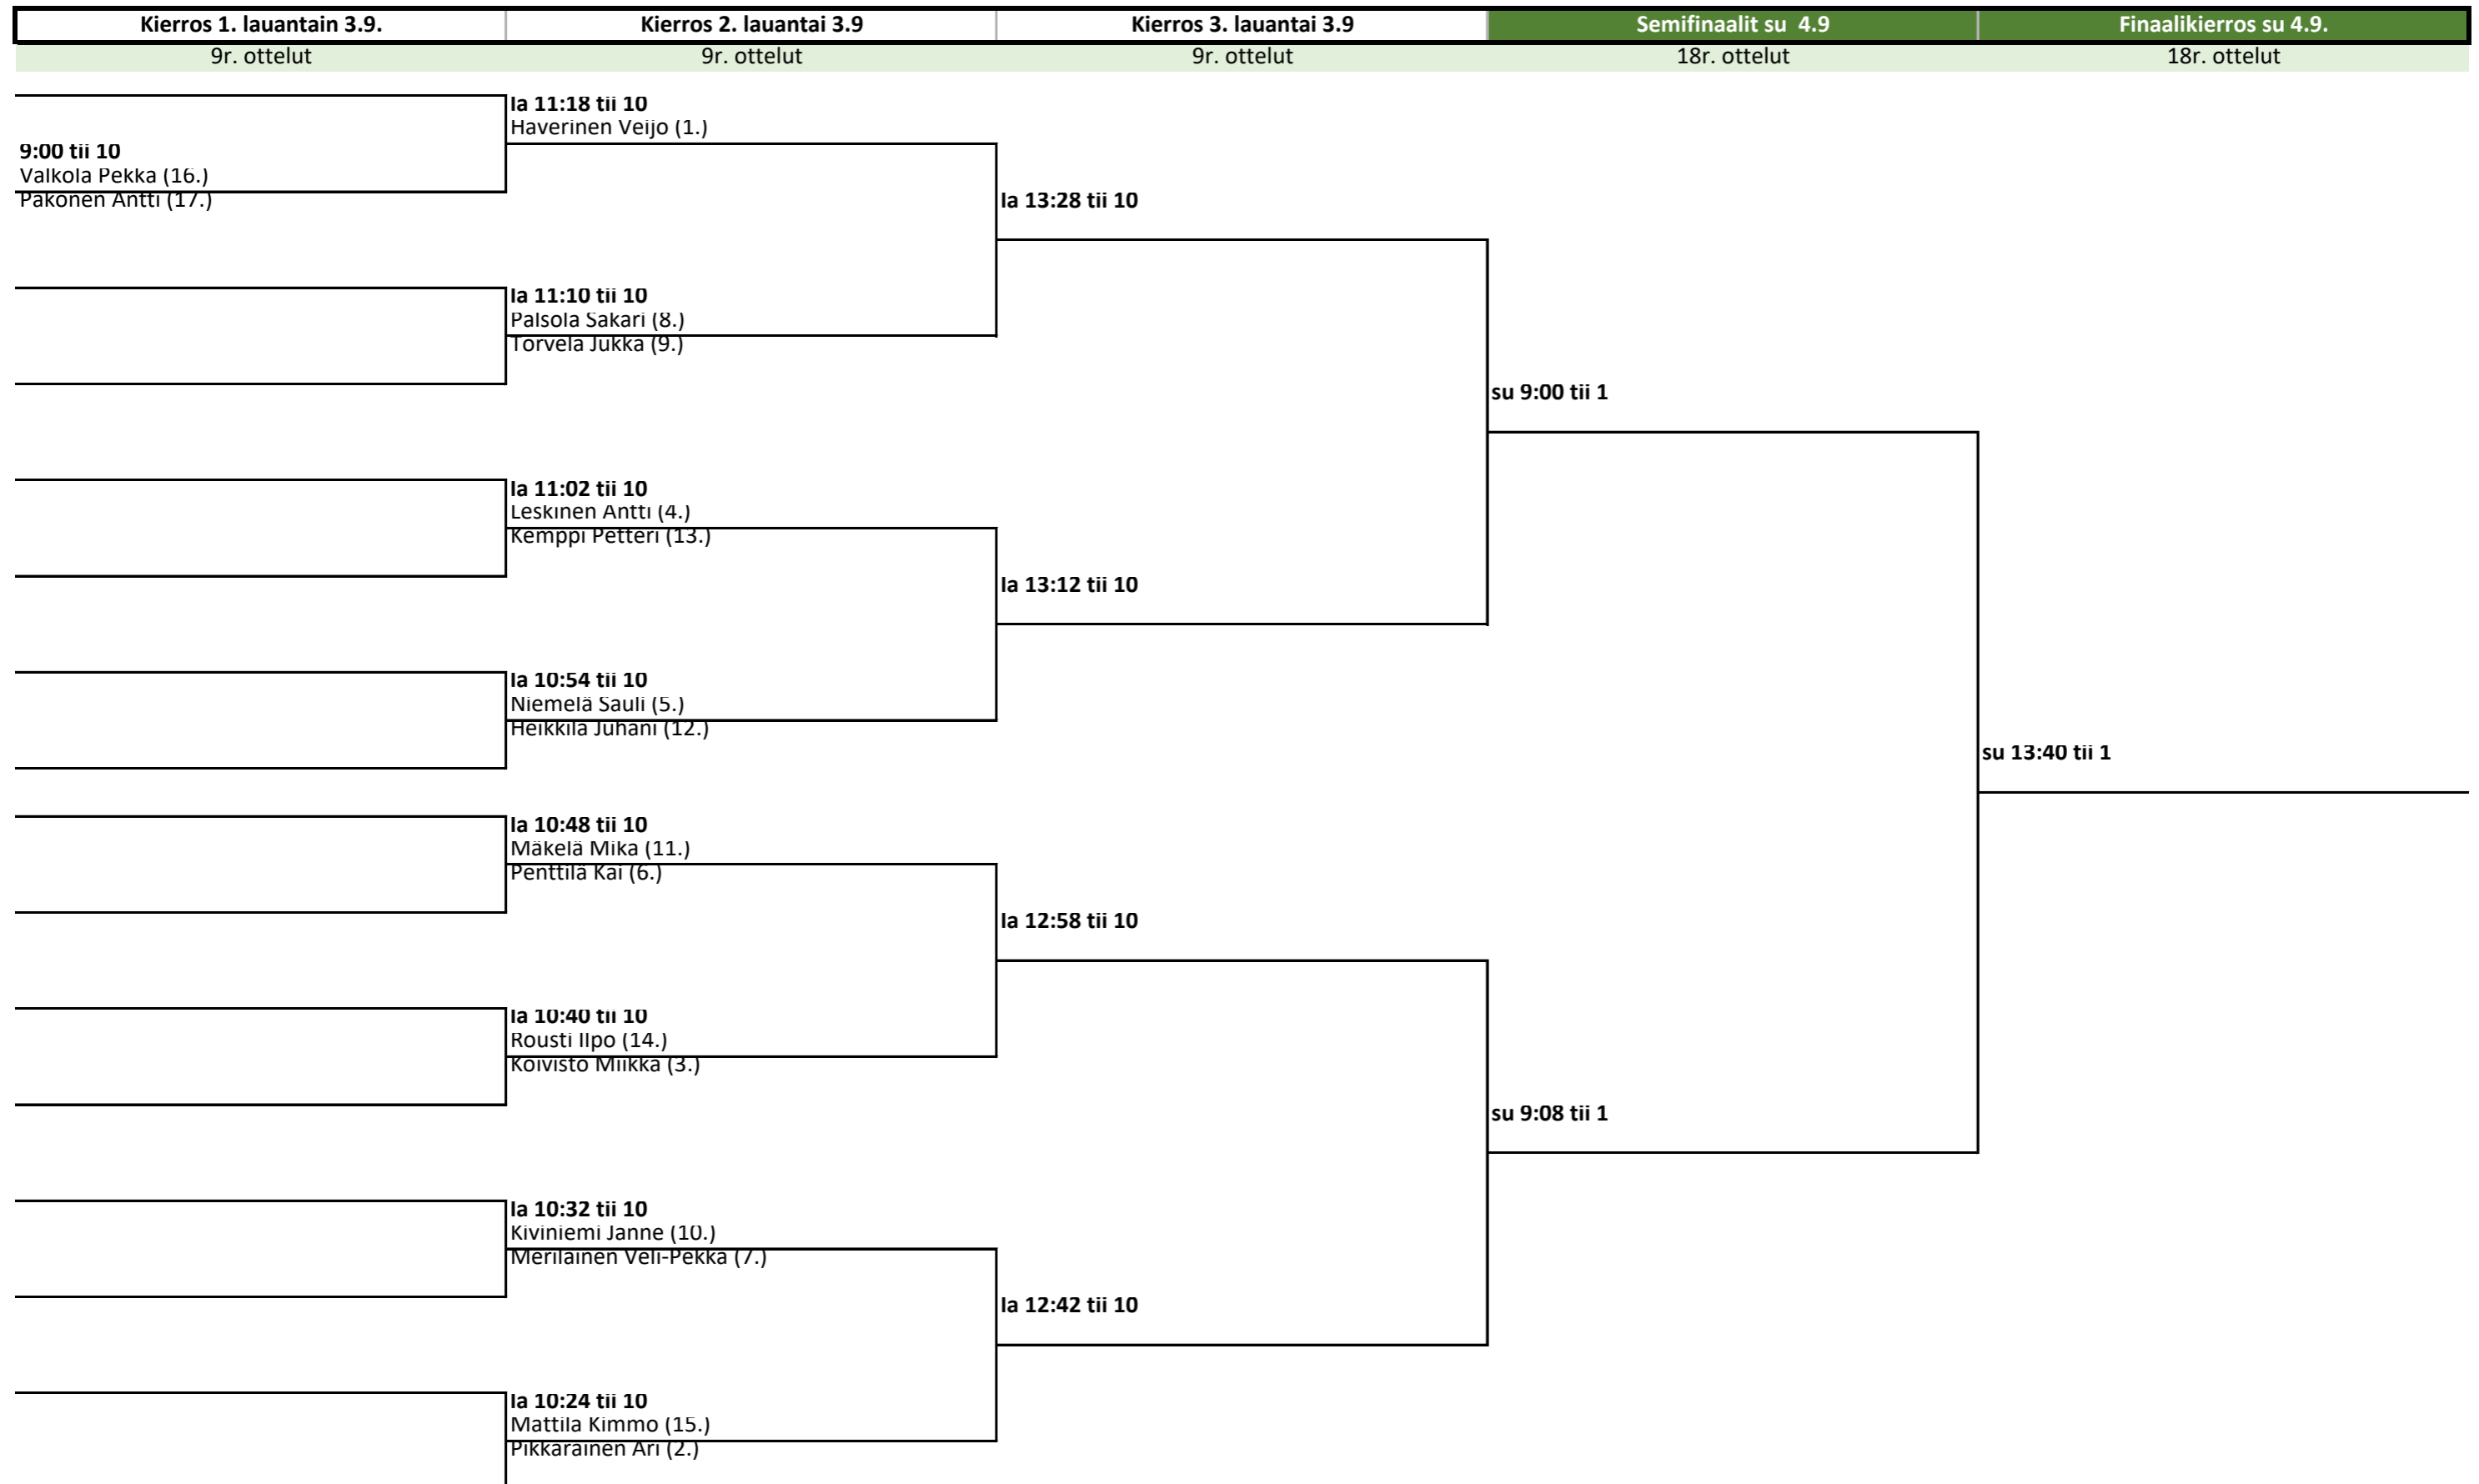 Kierros 1. lauantain 3.9. Kierros 2. lauantai 3.9 Kierros 3. lauantai 3.9 Semifinaalit su 4.9 Finaalikierros su 4.9.
9r. ottelut 9r. ottelut 9r. ottelut 18r. ottelut 18r. ottelut
9:00 tii 10
Valkola Pekka (16.)
Pakonen Antti (17.)
la 11:18 tii 10
Haverinen Veijo (1.)
la 11:10 tii 10
Palsola Sakari (8.)
Torvela Jukka (9.)
la 11:02 tii 10
Leskinen Antti (4.)
Kemppi Petteri (13.)
la 10:54 tii 10
Niemelä Sauli (5.)
Heikkilä Juhani (12.)
la 10:48 tii 10
Mäkelä Mika (11.)
Penttilä Kai (6.)
la 10:40 tii 10
Rousti Ilpo (14.)
Koivisto Miikka (3.)
la 10:32 tii 10
Kiviniemi Janne (10.)
Meriläinen Veli-Pekka (7.)
la 10:24 tii 10
Mattila Kimmo (15.)
Pikkarainen Ari (2.)
la 13:28 tii 10
la 13:12 tii 10
la 12:58 tii 10
la 12:42 tii 10
su 9:00 tii 1
su 9:08 tii 1
su 13:40 tii 1